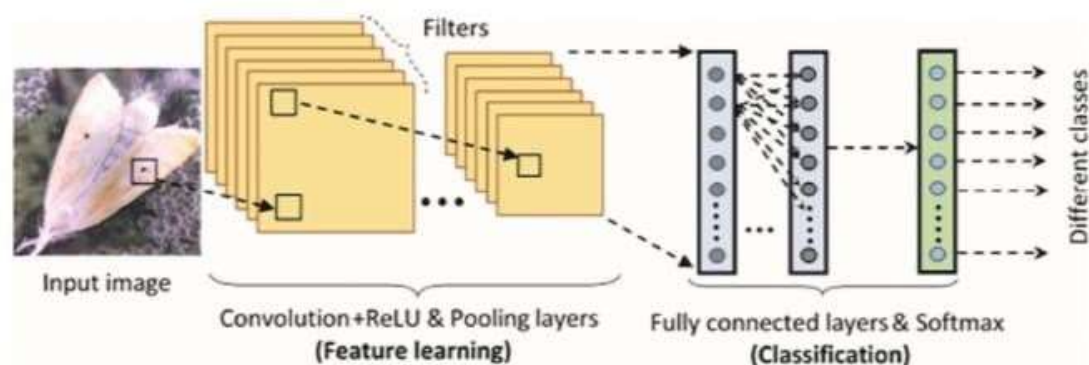 Filters
Input image
Convolution+ReLU & Pooling layers
(Feature learning)
Fully connected layers & Softmax
(Classification)
Different classes